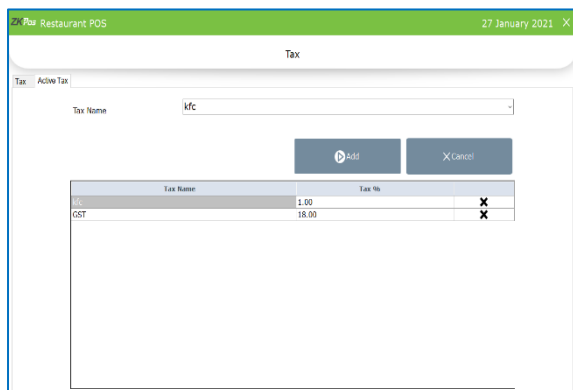 ZKPos Restaurant POS 27 January 2021 X
Tax
Tax Active Tax
Tax Name kfc
Add X Cancel
Tax Name Tax %
kfc 1.00 X
GST 18.00 X